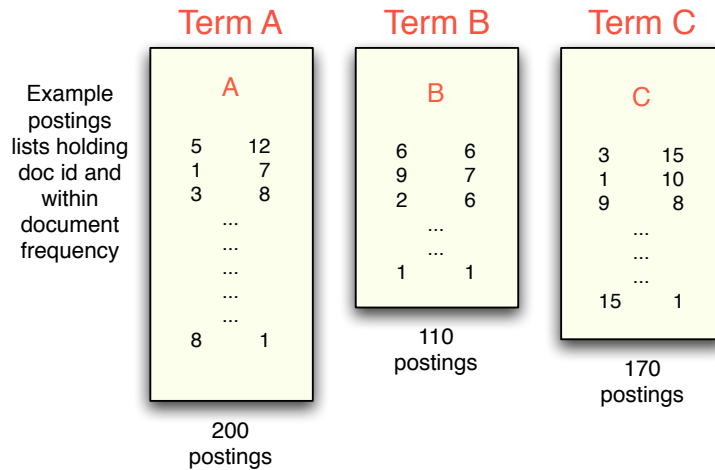 Term A
Term B
Term C
Example
postings
lists holding
doc id and
within
document
frequency
A
5 12
1 7
3 8
...
...
...
...
...
8 1
200
postings
B
6 6
9 7
2 6
...
...
1 1
110
postings
C
3 15
1 10
9 8
...
...
...
15 1
170
postings